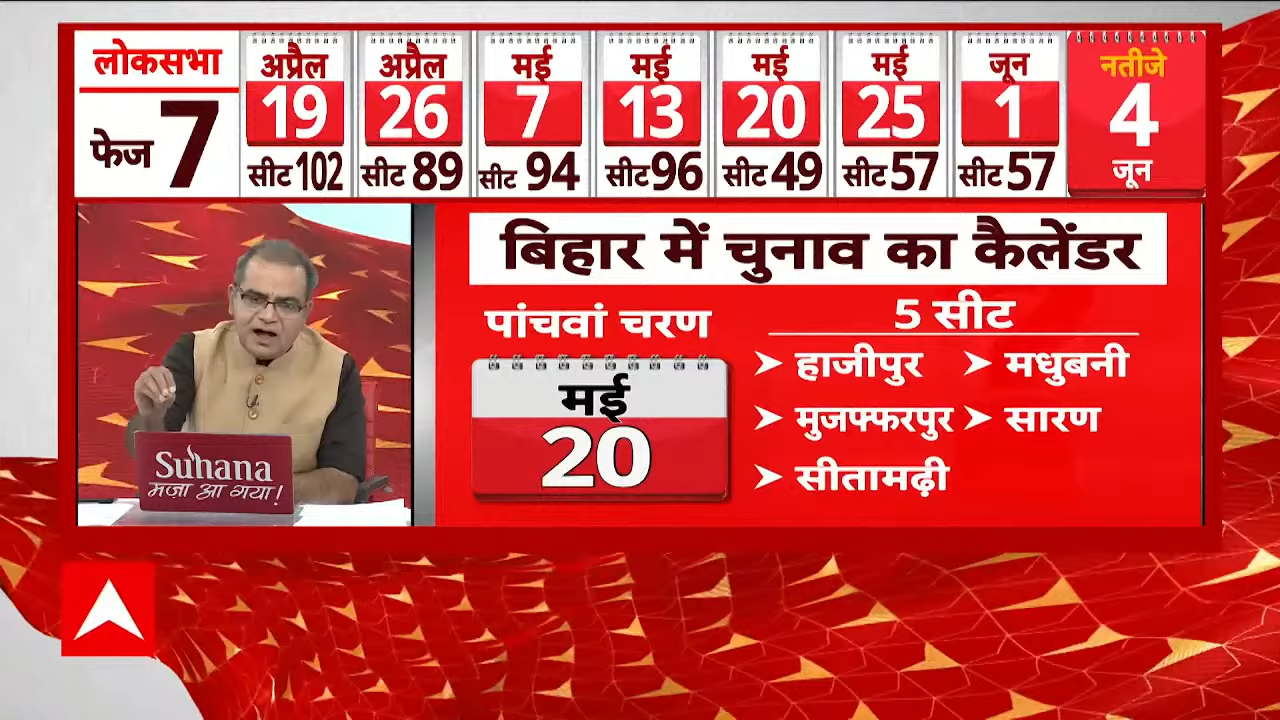 लोकसभा
फेज 7
अप्रैल
19
सीट 102
अप्रैल
26
सीट 89
मई
7
सीट 94
मई
13
सीट 96
मई
20
सीट 49
मई
25
सीट 57
जून
1
सीट 57
नतीजे
4
जून
बिहार में चुनाव का कैलेंडर
पांचवां चरण
मई
20
5 सीट
हाजीपुर
मधुबनी
मुजफ्फरपुर
सारण
सीतामढ़ी
Suhana
मज़ा आ गया!